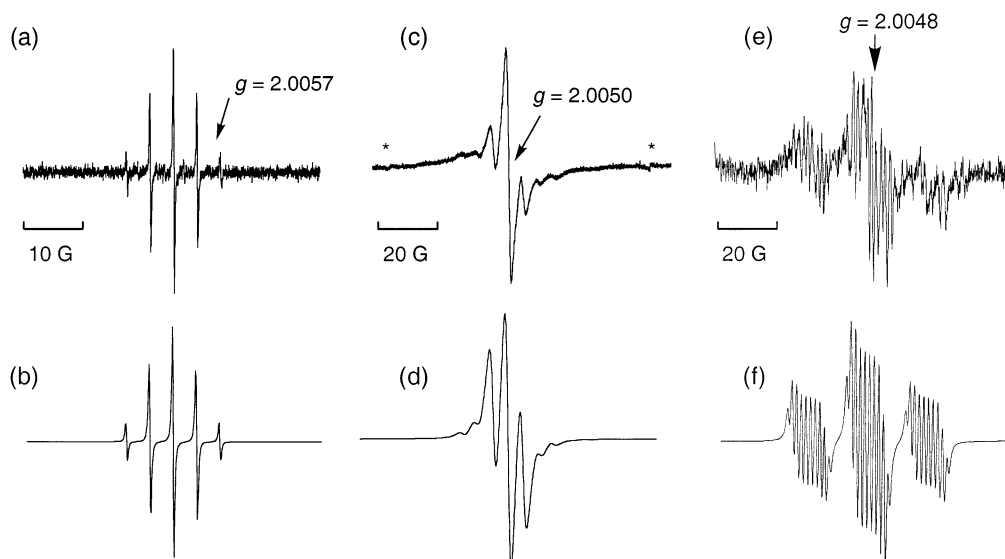 (a)
g = 2.0057
10 G
(b)
(c)
g = 2.0050
*
*
20 G
(d)
(e)
g = 2.0048
20 G
(f)